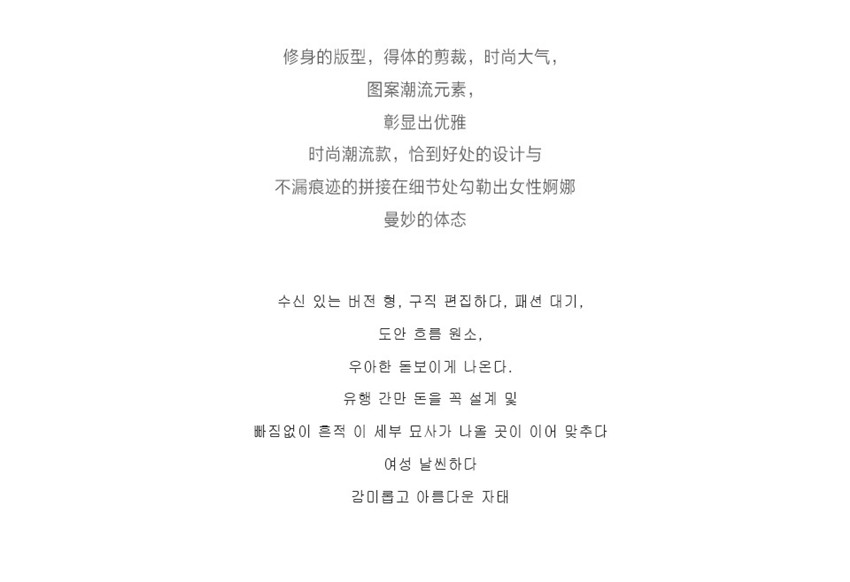 修身的版型，得体的剪裁，时尚大气，
图案潮流元素，
彰显出优雅
时尚潮流款，恰到好处的设计与
不漏痕迹的拼接在细节处勾勒出女性婀娜
曼妙的体态
수신 있는 버전 형, 구직 편집하다, 패션 대기,
도안 흐름 원소,
우아한 돋보이게 나온다.
유행 간만 돈을 꼭 설계 및
빠짐없이 흔적 이 세부 묘사가 나올 곳이 이어 맞추다
여성 날씬하다
감미롭고 아름다운 자태